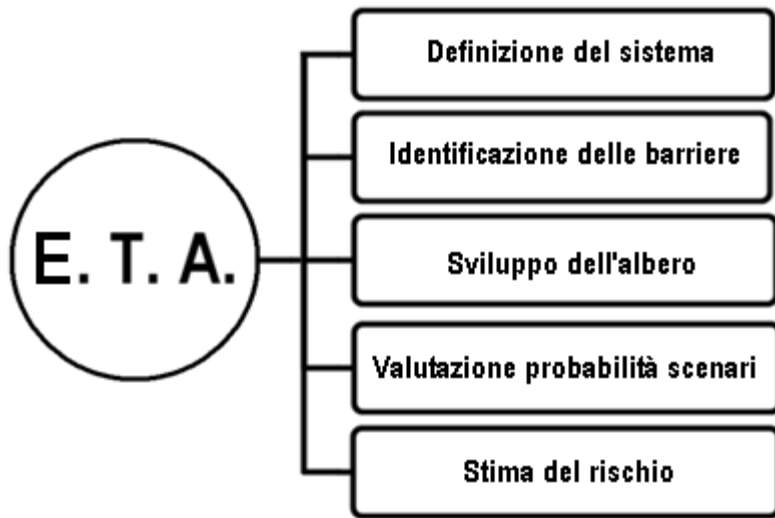 E. T. A.
Definizione del sistema
Identificazione delle barriere
Sviluppo dell'albero
Valutazione probabilità scenari
Stima del rischio